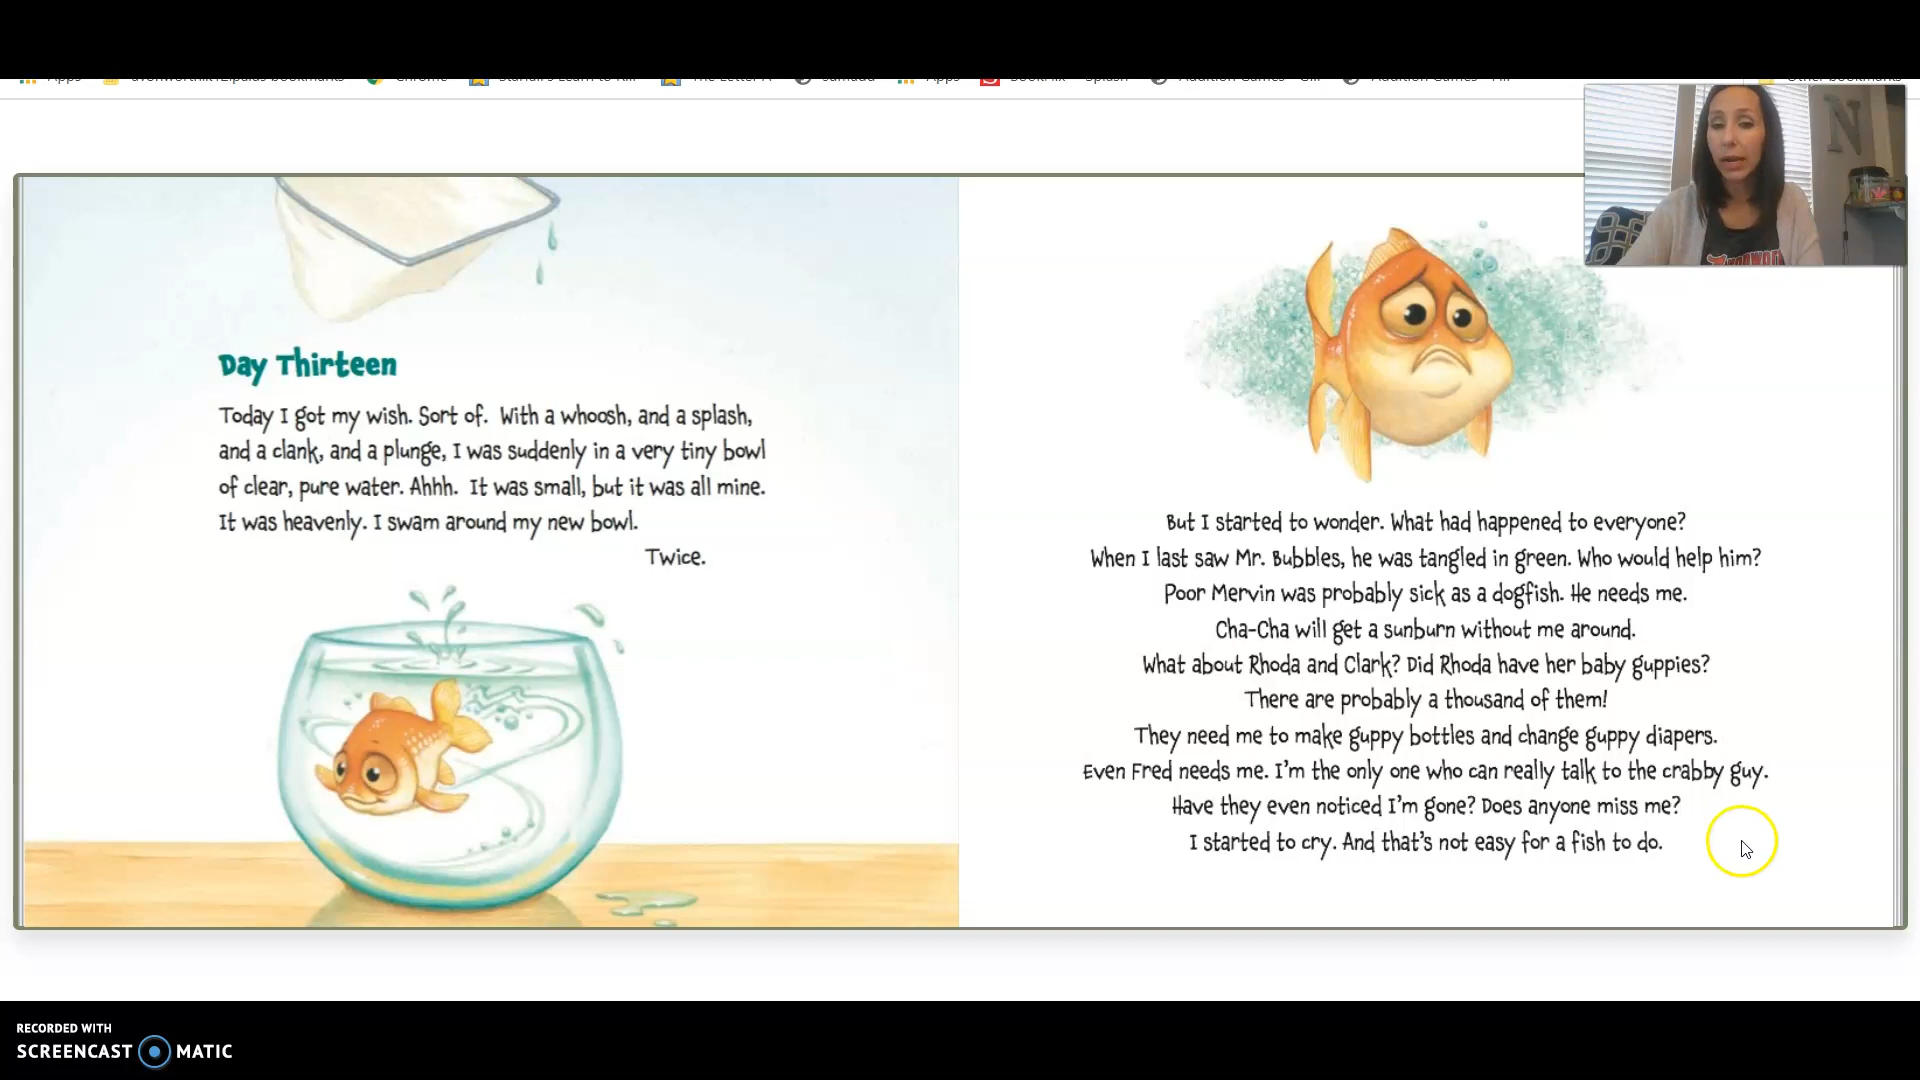 Day Thirteen
Today I got my wish. Sort of. With a whoosh, and a splash,
and a clank, and a plunge, I was suddenly in a very tiny bowl
of clear, pure water. Ahhh. It was small, but it was all mine.
It was heavenly. I swam around my new bowl.
Twice.
But I started to wonder. What had happened to everyone?
When I last saw Mr. Bubbles, he was tangled in green. Who would help him?
Poor Mervin was probably sick as a dogfish. He needs me.
Cha-Cha will get a sunburn without me around.
What about Rhoda and Clark? Did Rhoda have her baby guppies?
There are probably a thousand of them!
They need me to make guppy bottles and change guppy diapers.
Even Fred needs me. I'm the only one who can really talk to the crabby guy.
Have they even noticed I'm gone? Does anyone miss me?
I started to cry. And that's not easy for a fish to do.
N
RECORDED WITH
SCREENCAST MATIC